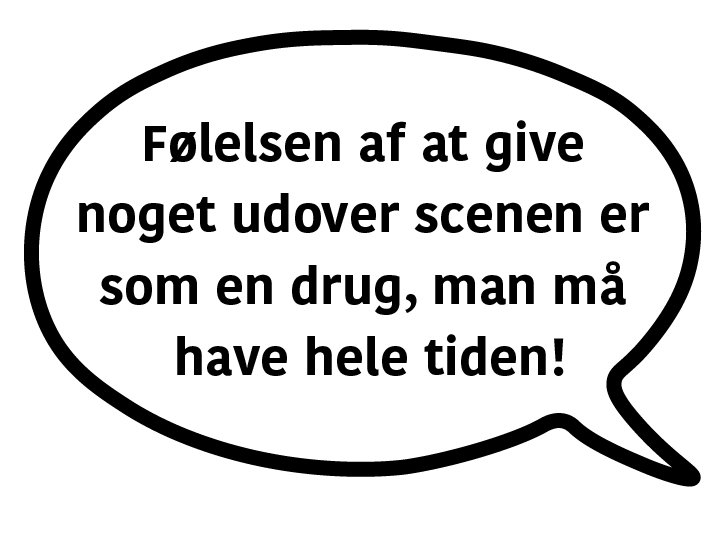 Følelsen af at give
noget udover scenen er
som en drug, man må
have hele tiden!